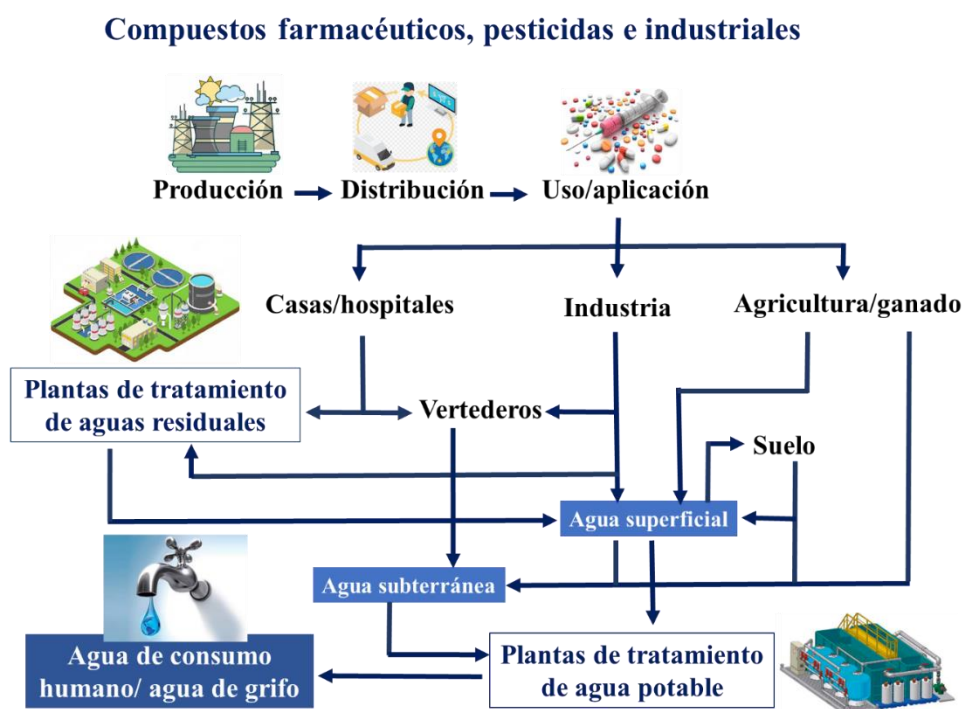 Compuestos farmacéuticos, pesticidas e industriales
Producción
Distribución
Uso/aplicación
Casas/hospitales
Industria
Agricultura/ganado
Plantas de tratamiento
de aguas residuales
Vertederos
Suelo
Agua superficial
Agua subterránea
Agua de consumo
humano/ agua de grifo
Plantas de tratamiento
de agua potable